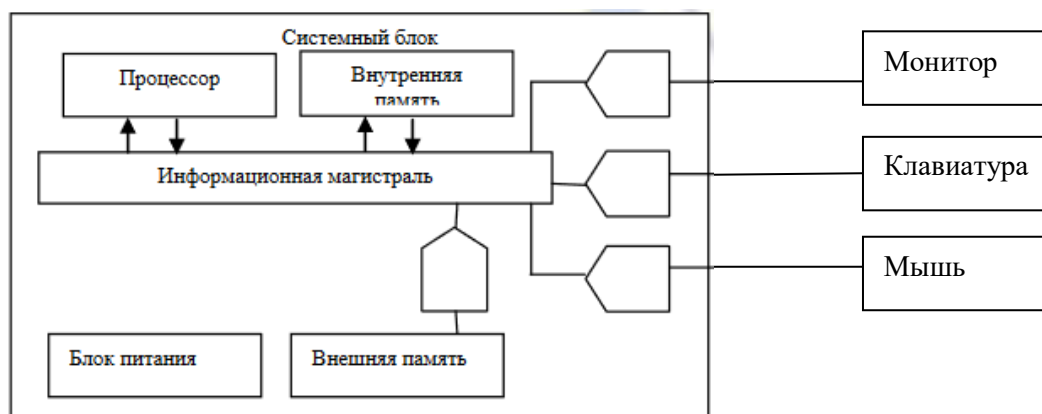 Системный блок
Процессор
Внутренняя
память
Монитор
Информационная магистраль
Клавиатура
Мышь
Блок питания
Внешняя память